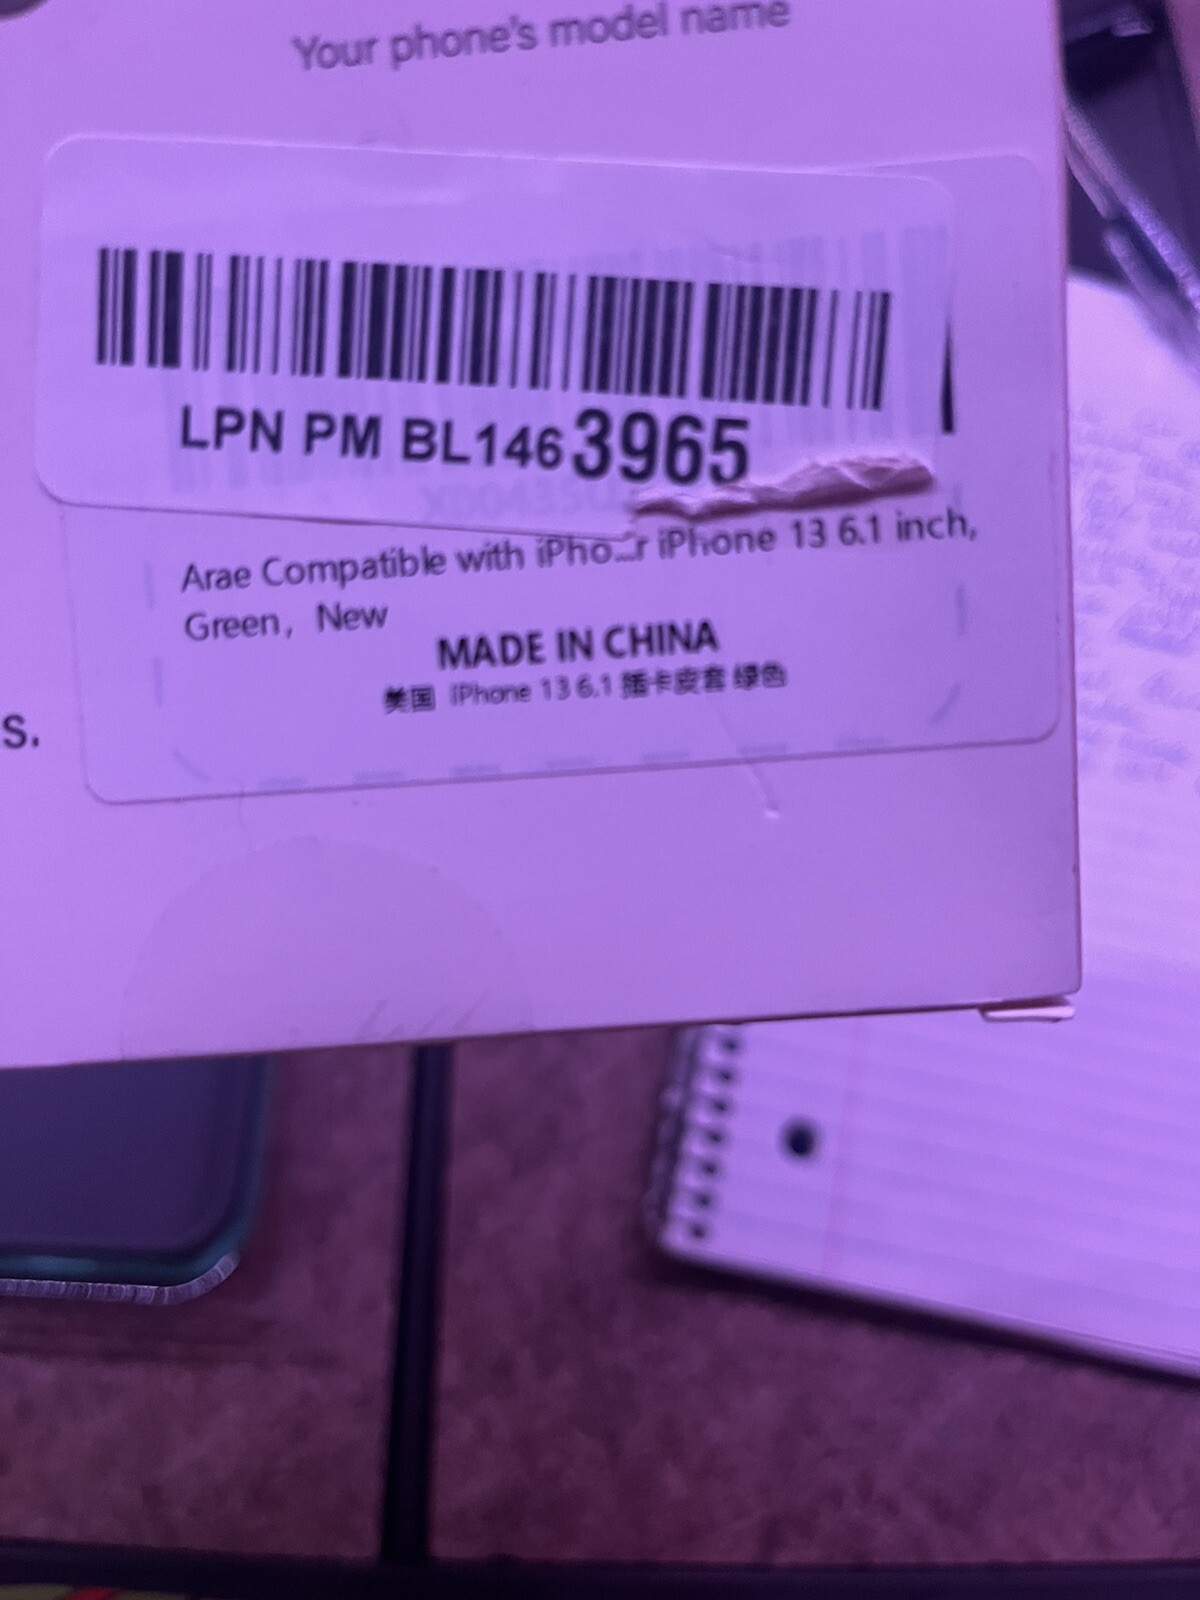 Your phone's model name
LPN PM BL1463965
Arae Compatible with iPho...r iPhone 13 6.1 inch,
Green, New
MADE IN CHINA
美国 iPhone 13 6.1 插卡皮套 绿色
s.